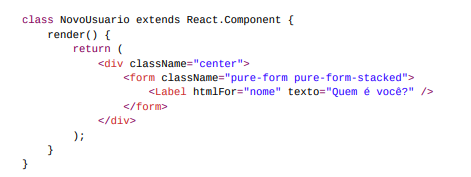 class NovoUsuario extends React.Component {
    render() {
        return (
            <div className="center">
                <form className="pure-form pure-form-stacked">
                    <Label htmlFor="nome" texto="Quem é você?" />
                </form>
            </div>
        );
    }
}